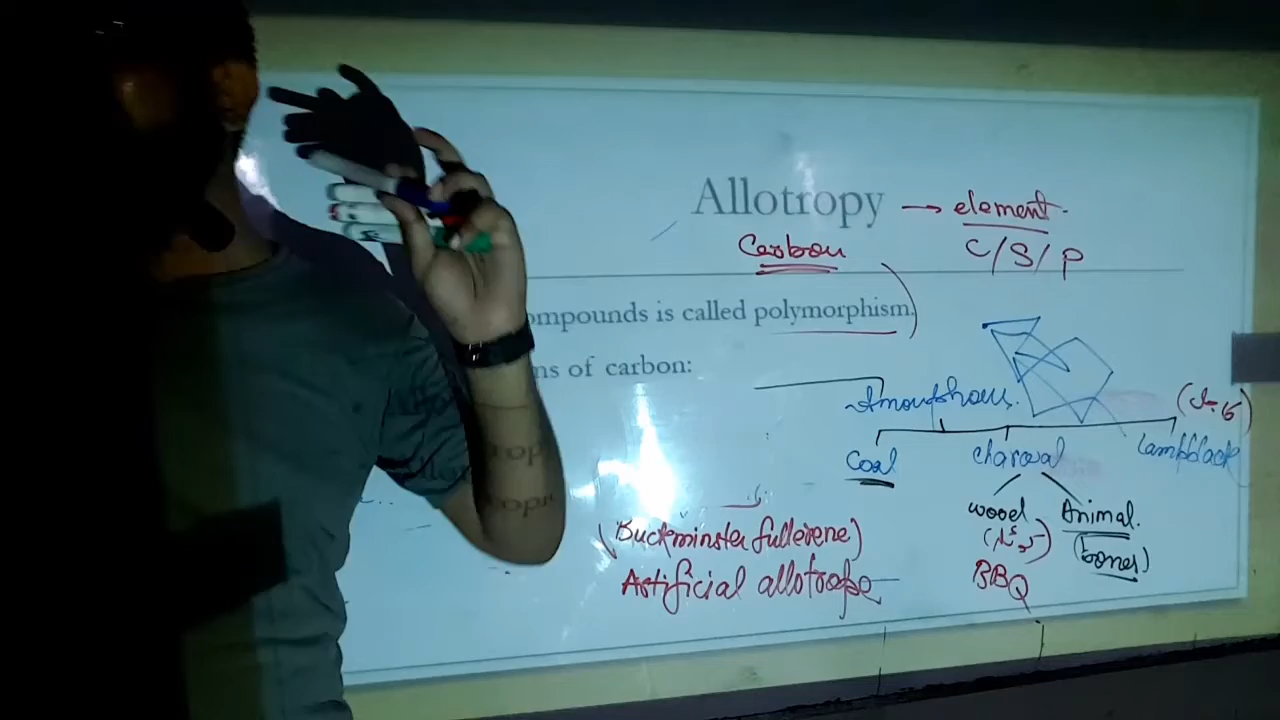 Allotropy → element.
Carbon C/S/P
ompounds is called polymorphism.)
ns of carbon:
Amorphous.
Coal charcoal lampblack
wood Animal.
(bones)
BBQ
(Buckminster fullerene)
Artificial allotrope